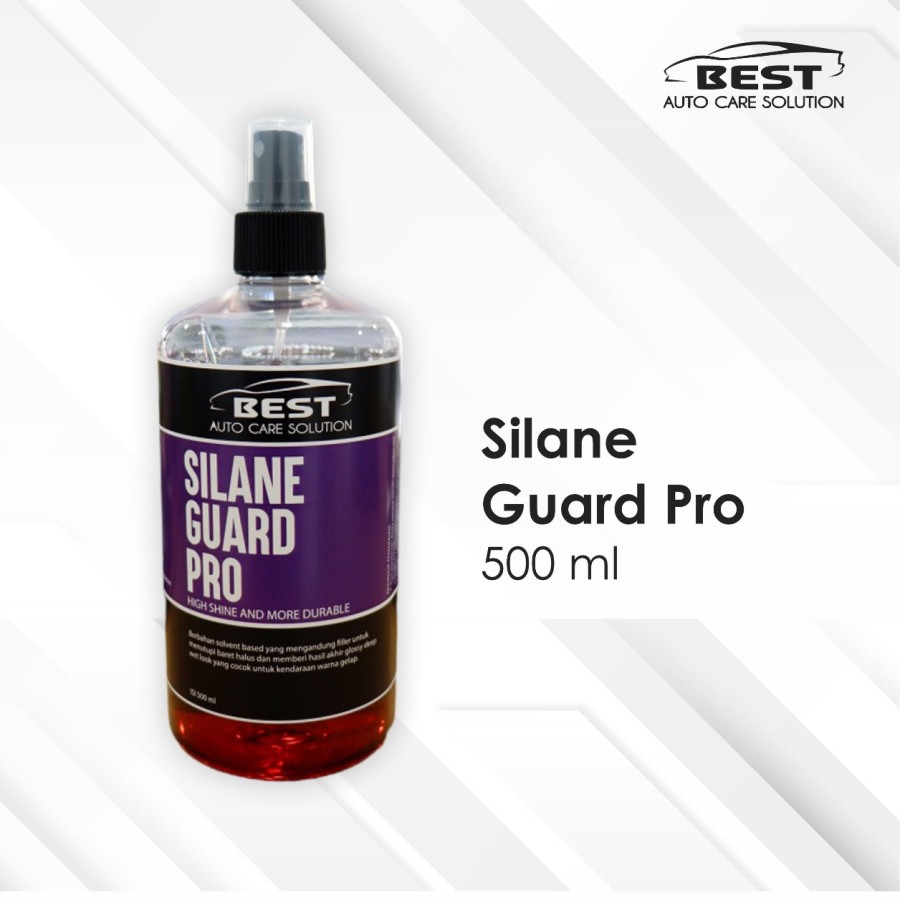 BEST
AUTO CARE SOLUTION
BEST
AUTO CARE SOLUTION
SILANE
GUARD
PRO
HIGH SHINE AND MORE DURABLE
Berbahan solvent based yang mengandung filler untuk
menutupi baret halus dan memberi hasil akhir glossy deep
wet look yang cocok untuk kendaraan warna gelap.
ISI 500 ml
Silane
Guard Pro
500 ml